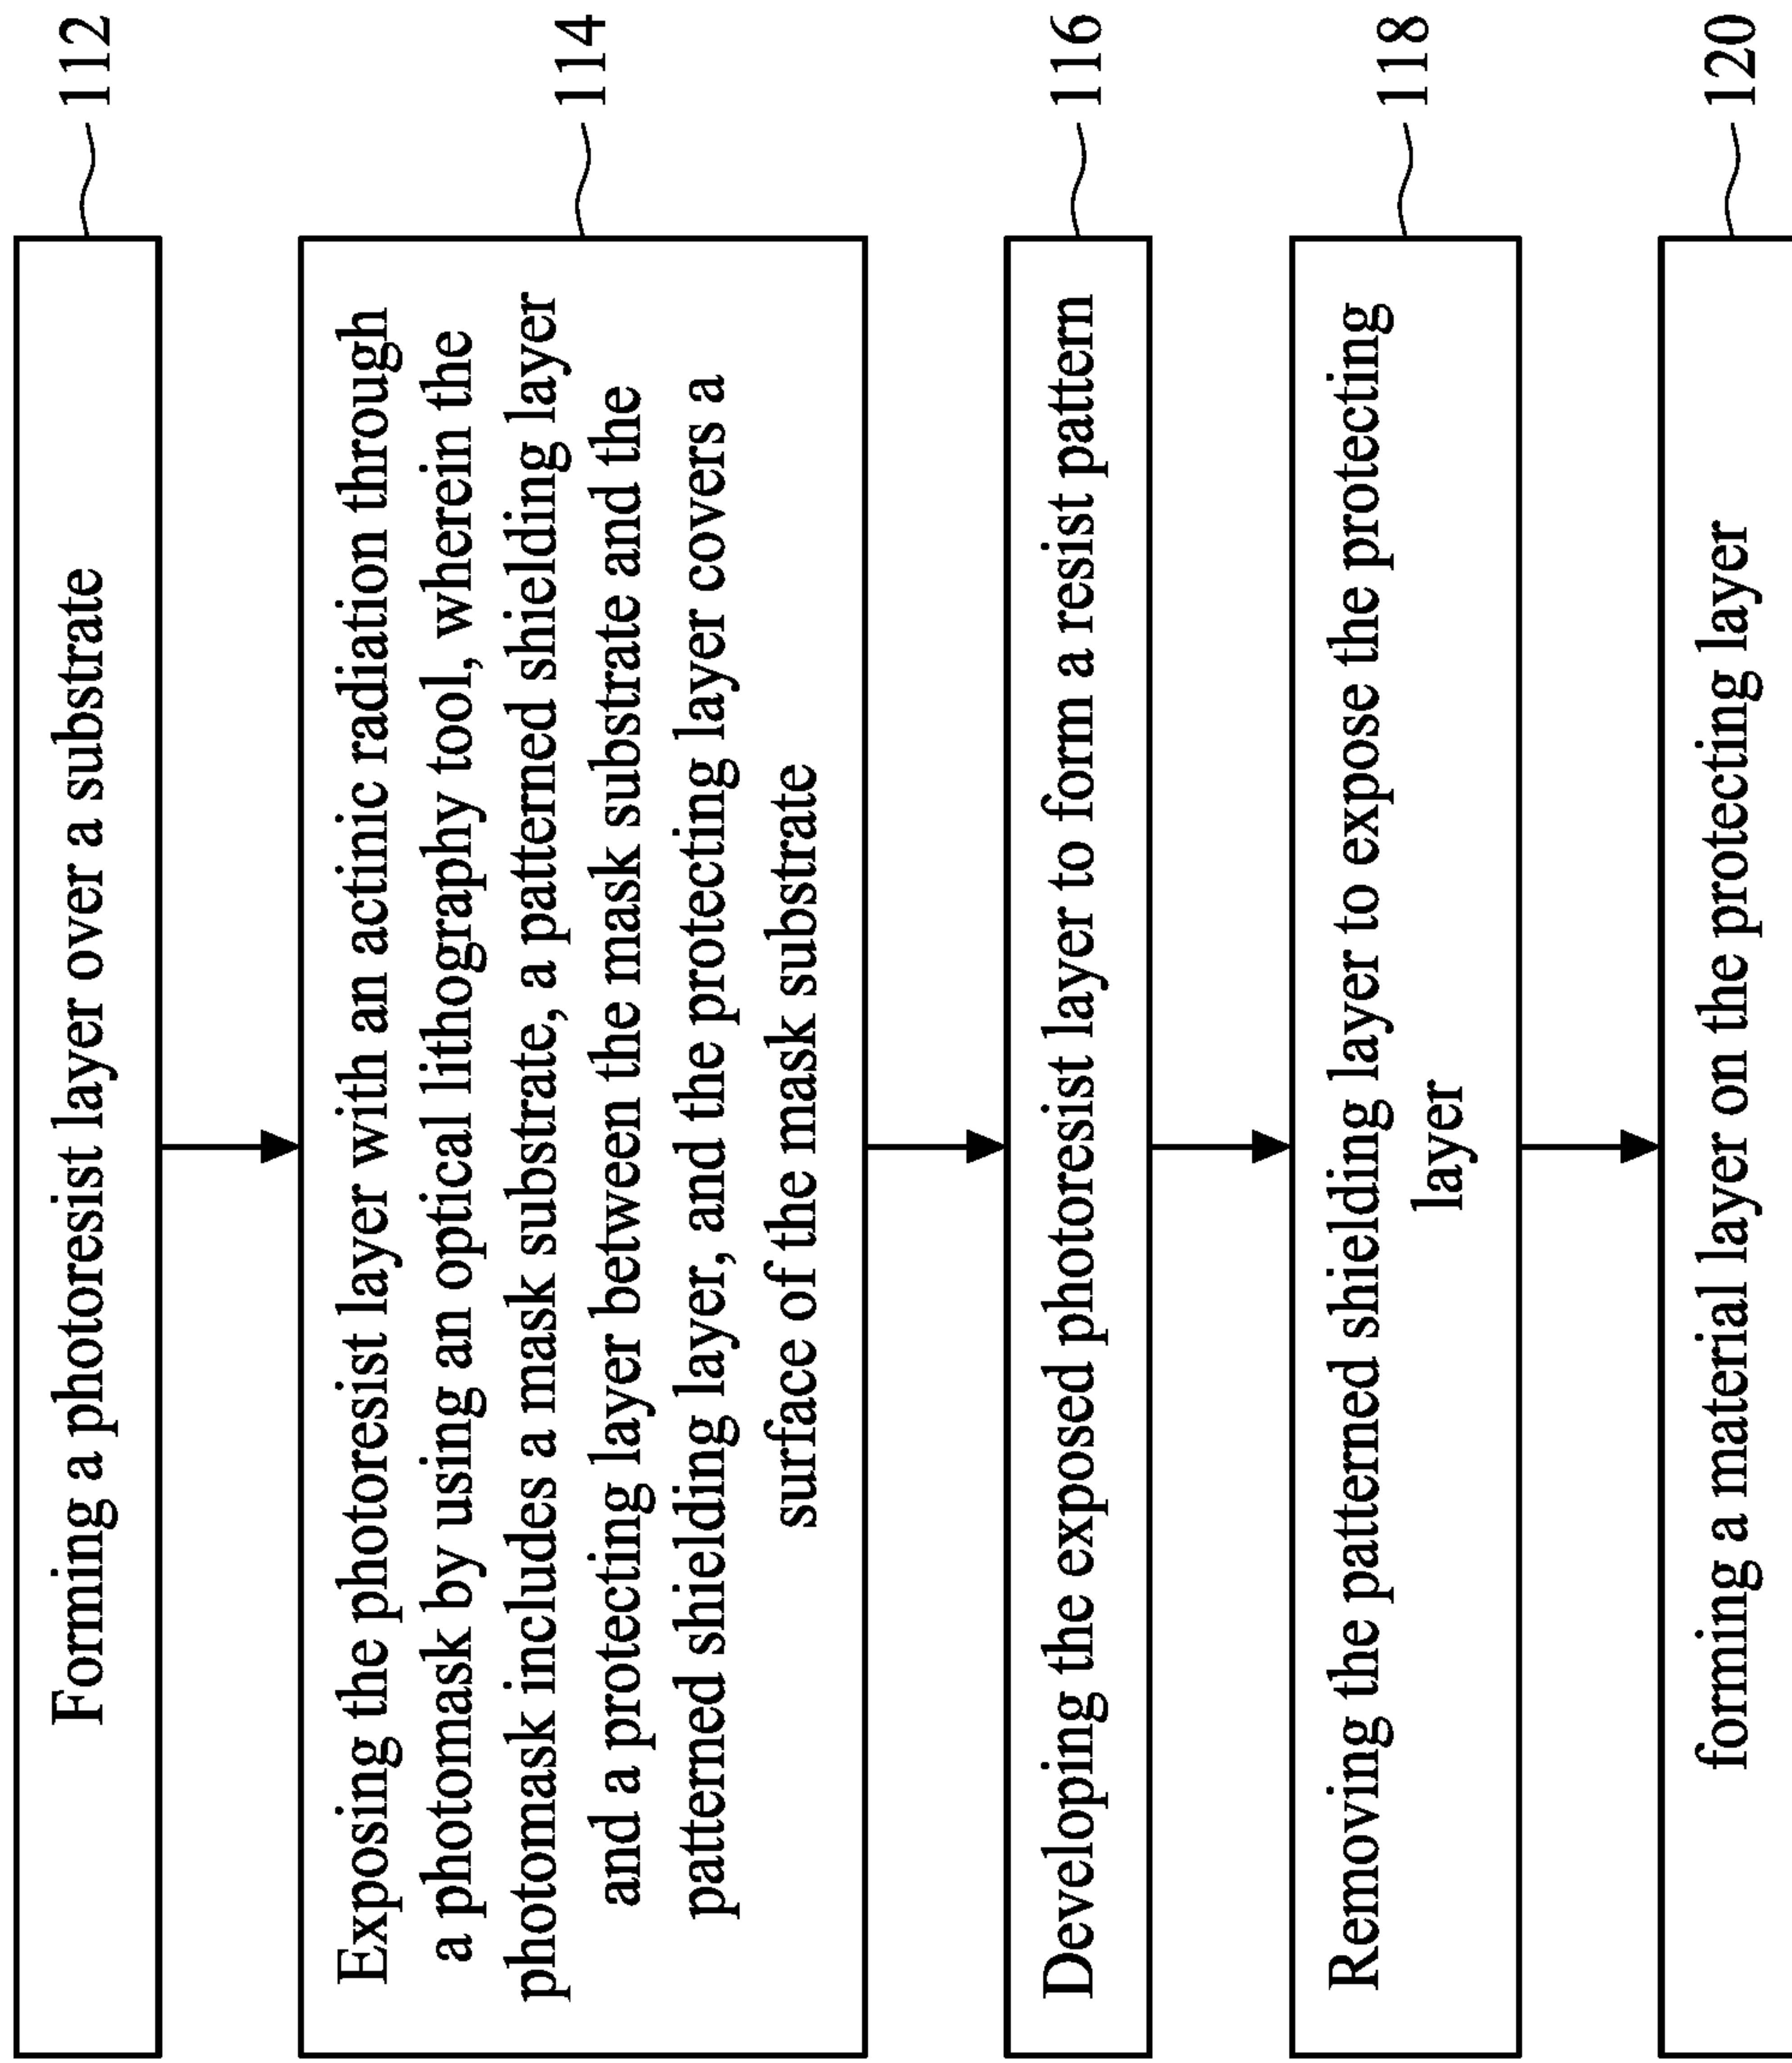 Forming a photoresist layer over a substrate
112
Exposing the photoresist layer with an actinic radiation through
a photomask by using an optical lithography tool, wherein the
photomask includes a mask substrate, a patterned shielding layer
and a protecting layer between the mask substrate and the
patterned shielding layer, and the protecting layer covers a
surface of the mask substrate
114
Developing the exposed photoresist layer to form a resist pattern
116
Removing the patterned shielding layer to expose the protecting
layer
118
forming a material layer on the protecting layer
120